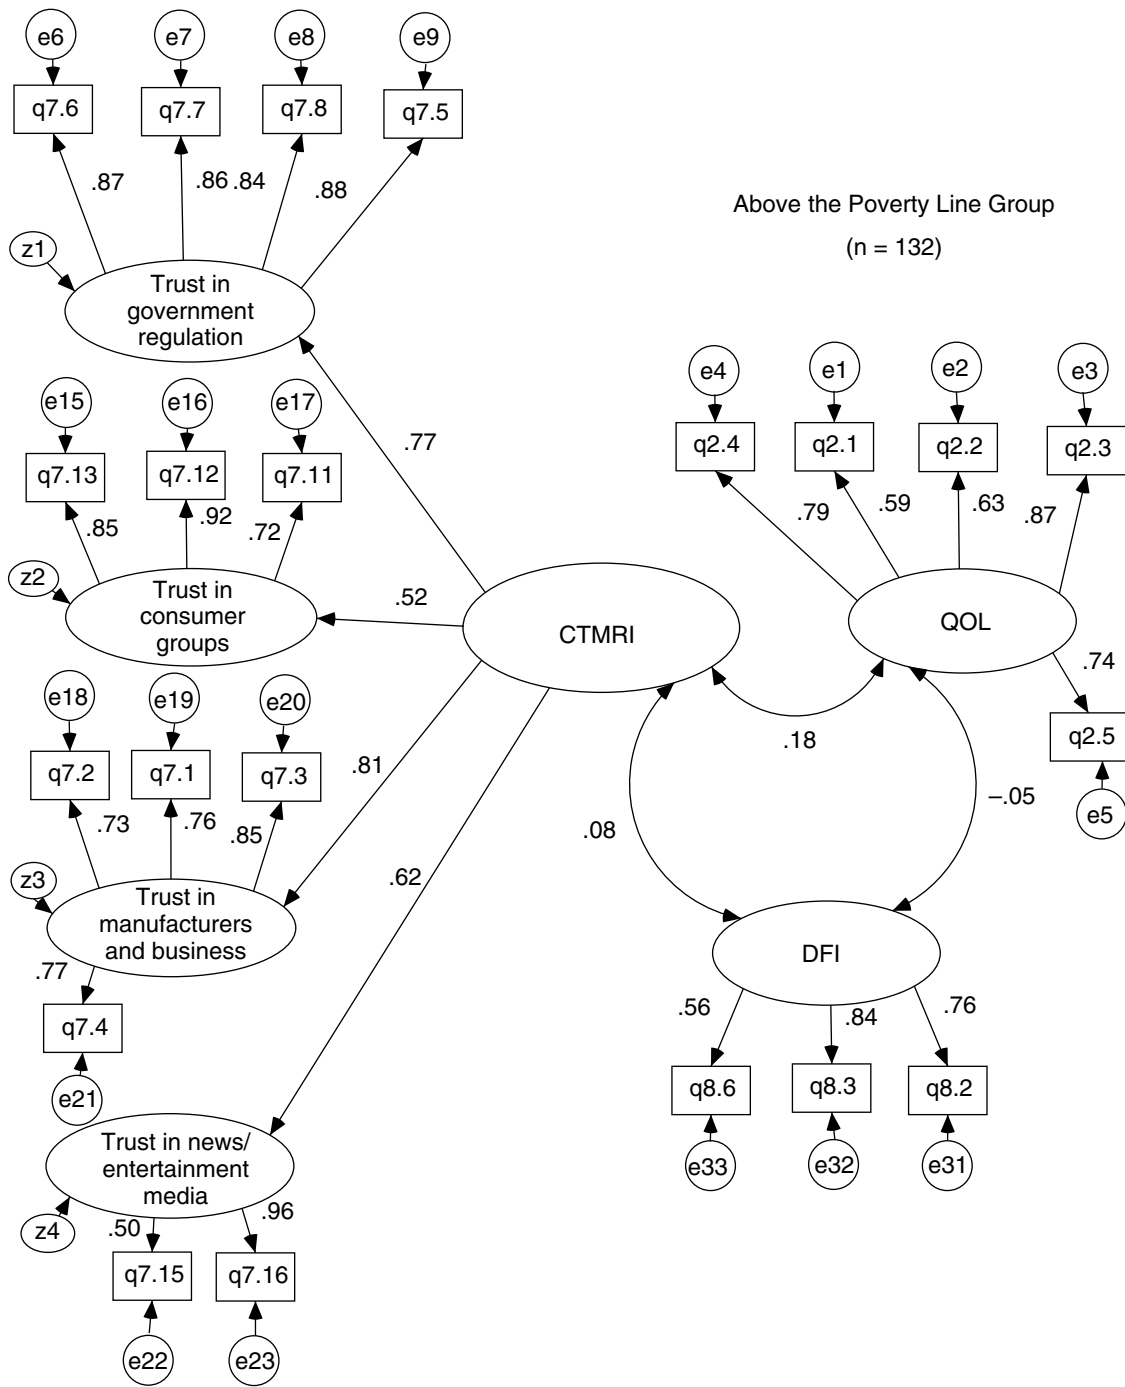 e6
e7
e8
e9
q7.6
q7.7
q7.8
q7.5
.87
.86
.84
.88
z1
Trust in
government
regulation
Above the Poverty Line Group
(n = 132)
e15
e16
e17
q7.13
q7.12
q7.11
.85
.92
.72
z2
Trust in
consumer
groups
.77
.52
CTMRI
e4
e1
e2
e3
q2.4
q2.1
q2.2
q2.3
.79
.59
.63
.87
QOL
.74
q2.5
e5
.18
–.05
.08
e18
e19
e20
q7.2
q7.1
q7.3
.73
.76
.85
.81
.62
z3
Trust in
manufacturers
and business
.77
q7.4
e21
DFI
.56
.84
.76
q8.6
q8.3
q8.2
e33
e32
e31
Trust in news/
entertainment
media
z4
.50
.96
q7.15
q7.16
e22
e23